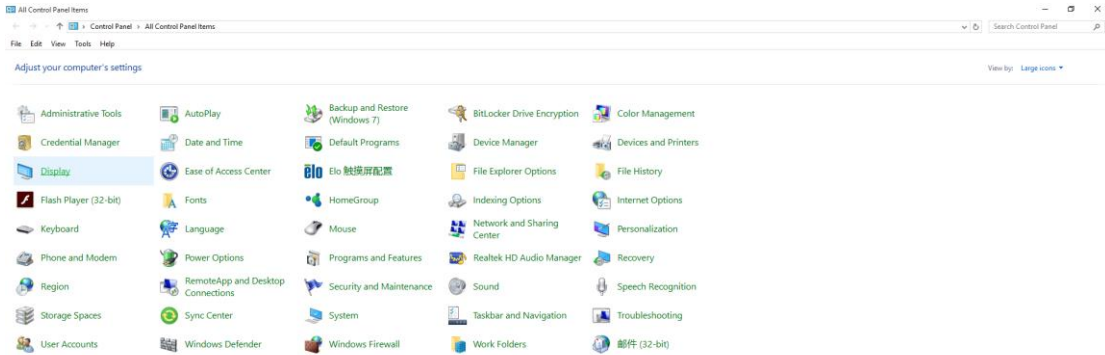 All Control Panel Items
Control Panel > All Control Panel Items
Search Control Panel
File Edit View Tools Help
Adjust your computer's settings
View by: Large icons
Administrative Tools
AutoPlay
Backup and Restore
(Windows 7)
BitLocker Drive Encryption
Color Management
Credential Manager
Date and Time
Default Programs
Device Manager
Devices and Printers
Display
Ease of Access Center
elo
Elo 触摸屏配置
File Explorer Options
File History
Flash Player (32-bit)
Fonts
HomeGroup
Indexing Options
Internet Options
Keyboard
Language
Mouse
Network and Sharing
Center
Personalization
Phone and Modem
Power Options
Programs and Features
Realtek HD Audio Manager
Recovery
Region
RemoteApp and Desktop
Connections
Security and Maintenance
Sound
Speech Recognition
Storage Spaces
Sync Center
System
Taskbar and Navigation
Troubleshooting
User Accounts
Windows Defender
Windows Firewall
Work Folders
邮件 (32-bit)